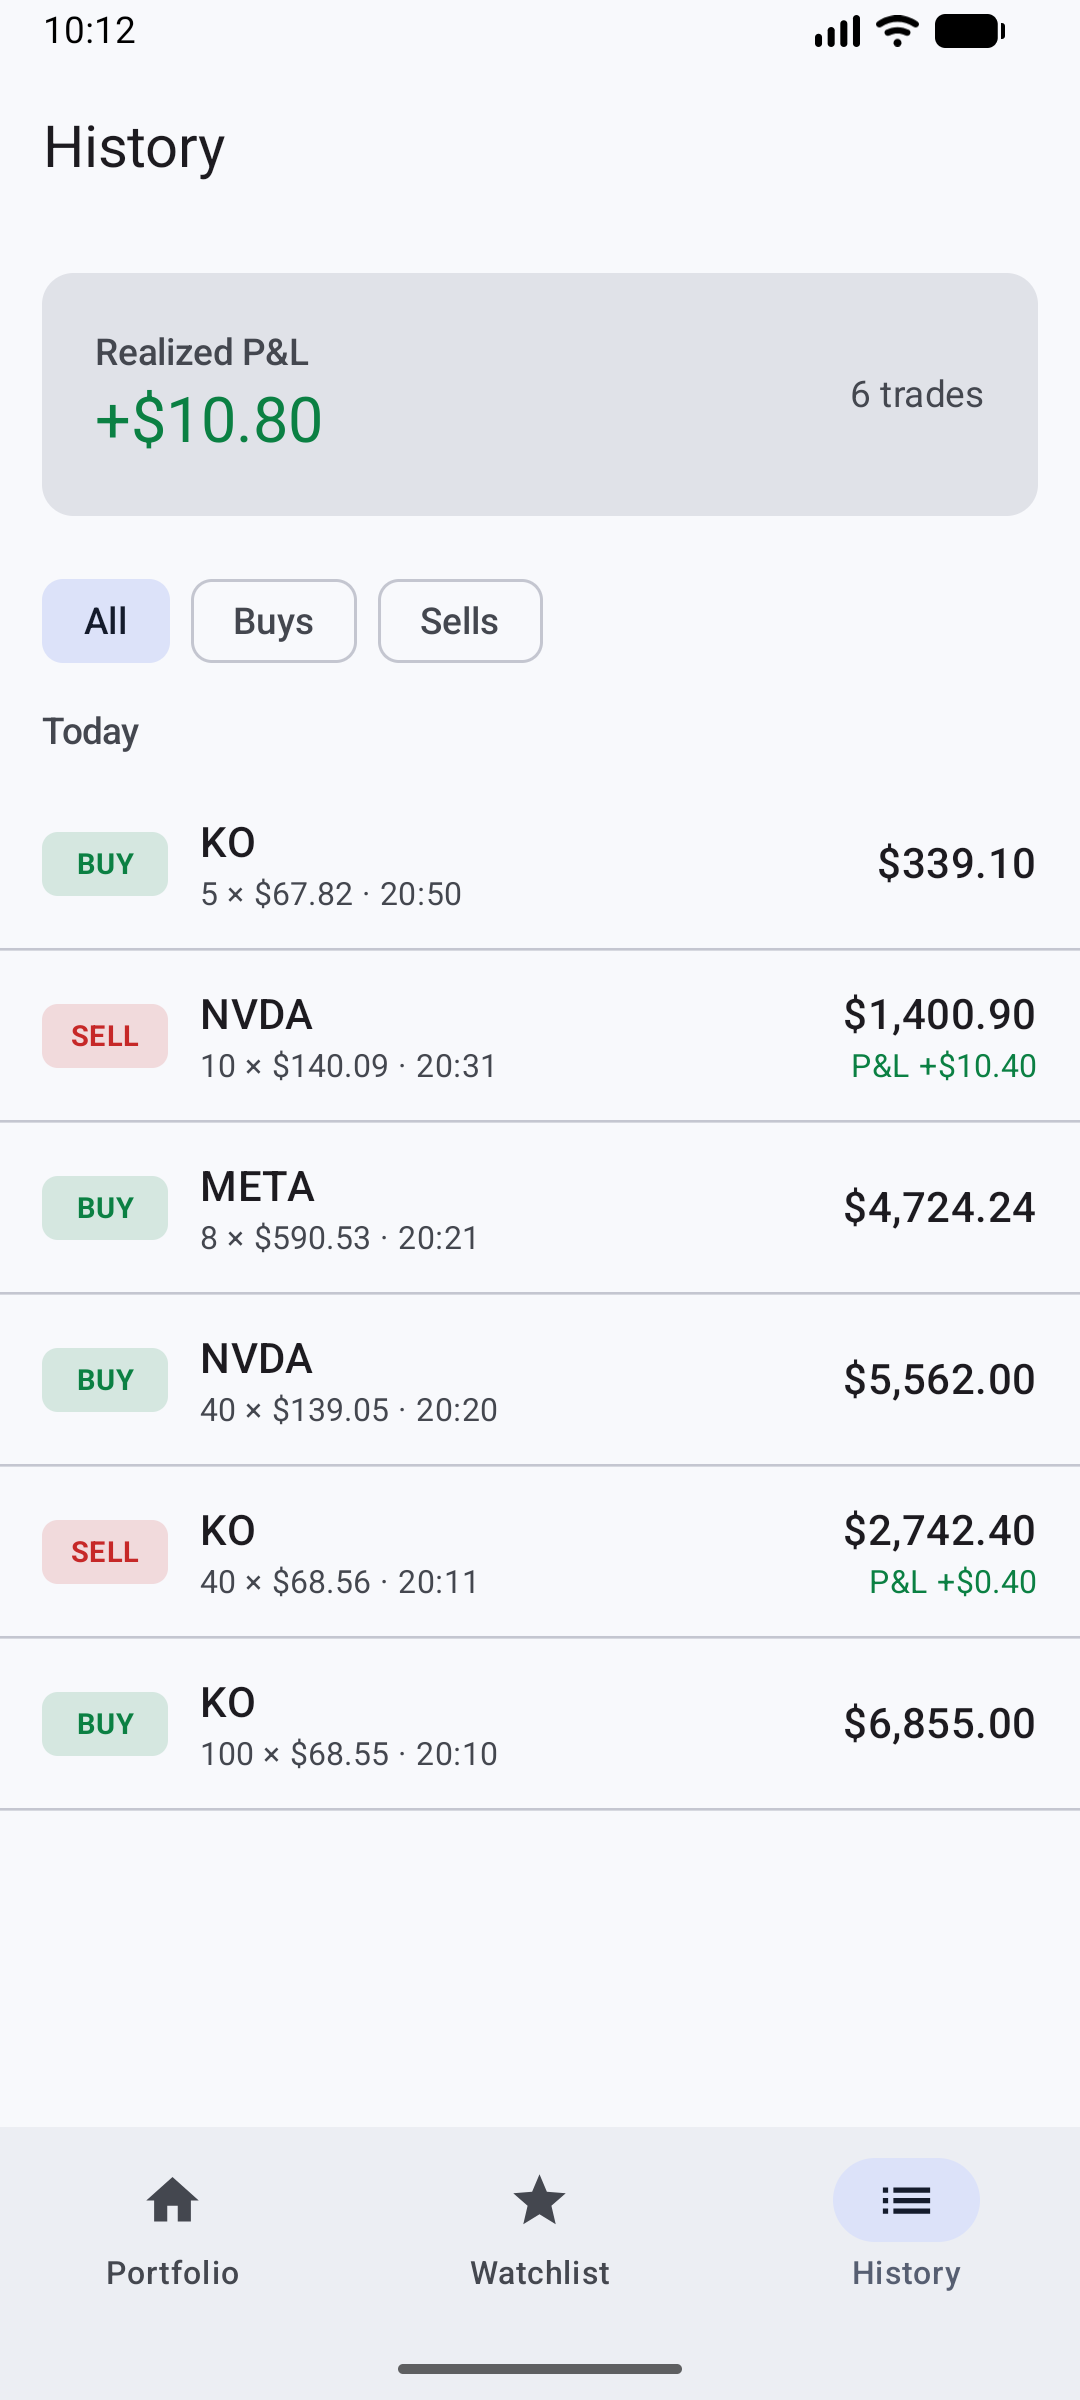 10:12
History
Realized P&L
+$10.80
6 trades
All
Buys
Sells
Today
BUY
KO
5 × $67.82 · 20:50
$339.10
SELL
NVDA
10 × $140.09 · 20:31
$1,400.90
P&L +$10.40
BUY
META
8 × $590.53 · 20:21
$4,724.24
BUY
NVDA
40 × $139.05 · 20:20
$5,562.00
SELL
KO
40 × $68.56 · 20:11
$2,742.40
P&L +$0.40
BUY
KO
100 × $68.55 · 20:10
$6,855.00
Portfolio
Watchlist
History